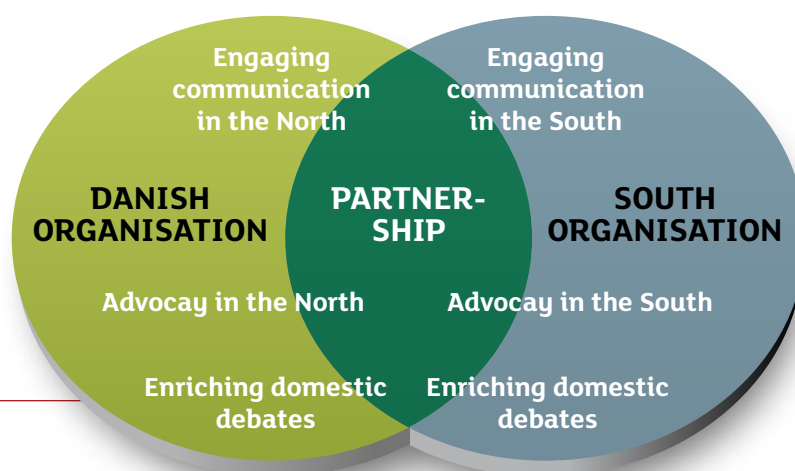 Engaging
communication
in the North
Engaging
communication
in the South
DANISH
ORGANISATION
PARTNER-
SHIP
SOUTH
ORGANISATION
Advocay in the North
Advocay in the South
Enriching domestic
debates
Enriching domestic
debates